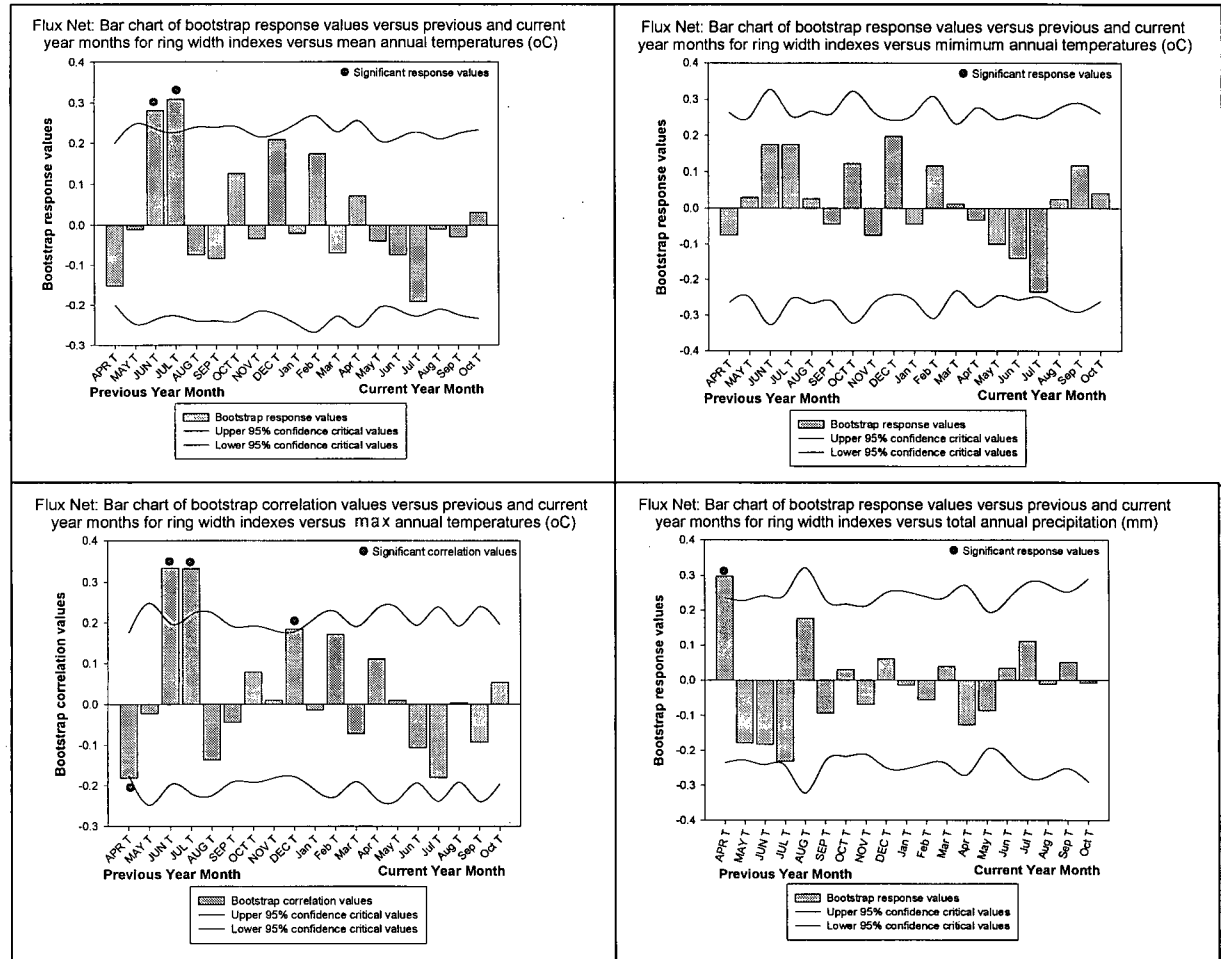 Flux Net: Bar chart of bootstrap response values versus previous and current
year months for ring width indexes versus mean annual temperatures (oC)
Significant response values
Bootstrap response values
0.4
0.3
0.2
0.1
0.0
-0.1
-0.2
-0.3
APR T
MAY T
JUN T
JUL T
AUG T
SEP T
OCT T
NOV T
DEC T
Jan T
Feb T
Mar T
Apr T
May T
Jun T
Jul T
Aug T
Sep T
Oct T
Previous Year Month
Current Year Month
Bootstrap response values
Upper 95% confidence critical values
Lower 95% confidence critical values
Flux Net: Bar chart of bootstrap response values versus previous and current
year months for ring width indexes versus mimimum annual temperatures (oC)
Significant response values
Bootstrap response values
0.4
0.3
0.2
0.1
0.0
-0.1
-0.2
-0.3
-0.4
APR T
MAY T
JUN T
JUL T
AUG T
SEP T
OCT T
NOV T
DEC T
Jan T
Feb T
Mar T
Apr T
May T
Jun T
Jul T
Aug T
Sep T
Oct T
Previous Year Month
Current Year Month
Bootstrap response values
Upper 95% confidence critical values
Lower 95% confidence critical values
Flux Net: Bar chart of bootstrap correlation values versus previous and current
year months for ring width indexes versus max annual temperatures (oC)
Significant correlation values
Bootstrap correlation values
0.4
0.3
0.2
0.1
0.0
-0.1
-0.2
-0.3
APR T
MAY T
JUN T
JUL T
AUG T
SEP T
OCT T
NOV T
DEC T
Jan T
Feb T
Mar T
Apr T
May T
Jun T
Jul T
Aug T
Sep T
Oct T
Previous Year Month
Current Year Month
Bootstrap correlation values
Upper 95% confidence critical values
Lower 95% confidence critical values
Flux Net: Bar chart of bootstrap response values versus previous and current
year months for ring width indexes versus total annual precipitation (mm)
Significant response values
Bootstrap response values
0.4
0.3
0.2
0.1
0.0
-0.1
-0.2
-0.3
-0.4
APR T
MAY T
JUN T
JUL T
AUG T
SEP T
OCT T
NOV T
DEC T
Jan T
Feb T
Mar T
Apr T
May T
Jun T
Jul T
Aug T
Sep T
Oct T
Previous Year Month
Current Year Month
Bootstrap response values
Upper 95% confidence critical values
Lower 95% confidence critical values